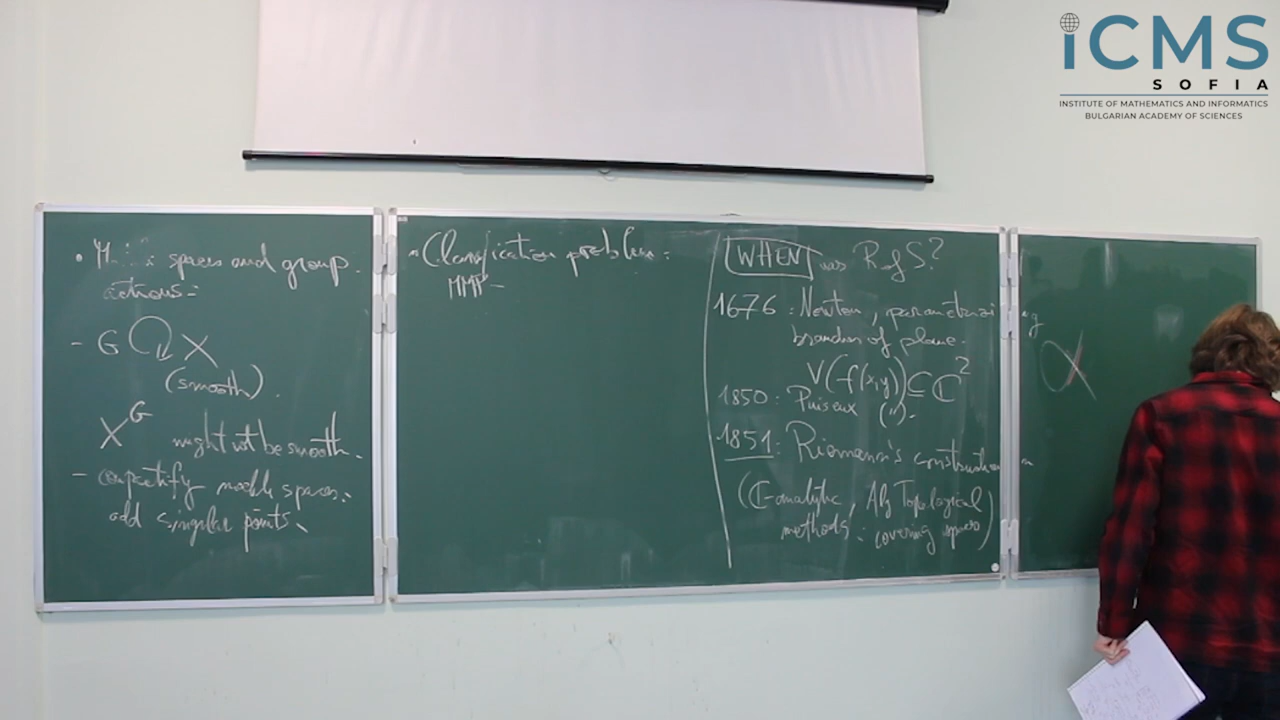 iCMS
SOFIA
INSTITUTE OF MATHEMATICS AND INFORMATICS
BULGARIAN ACADEMY OF SCIENCES
• spaces and group
actions:
- G X
(smooth)
X^G might not be smooth.
- compactify moduli spaces:
add singular points.
• Classification problem:
MMP -
WHEN was RofS?
1676: Newton, parametrizing
branches of plane.
V(f(x,y)) ⊆ ℂ²
1850: Puiseux (").
1851: Riemann's construction
(ℂ-analytic, Alg Topological
methods: covering spaces)